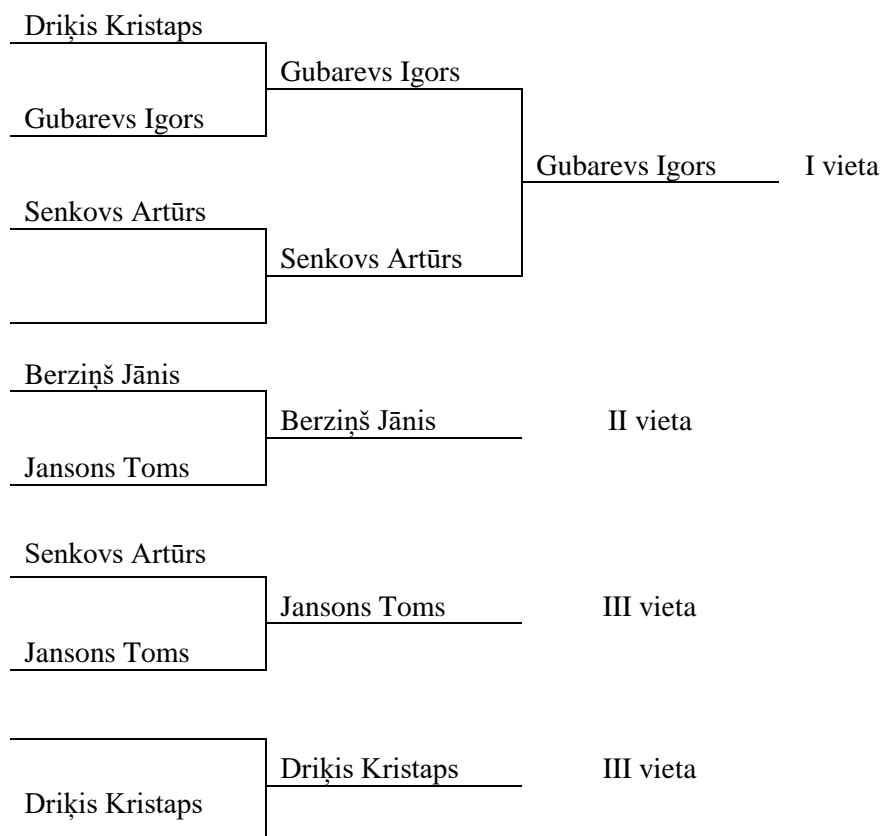 Driķis Kristaps
Gubarevs Igors
Gubarevs Igors
Gubarevs Igors I vieta
Senkovs Artūrs
Senkovs Artūrs
Berziņš Jānis
Berziņš Jānis II vieta
Jansons Toms
Senkovs Artūrs
Jansons Toms III vieta
Jansons Toms
Driķis Kristaps III vieta
Driķis Kristaps